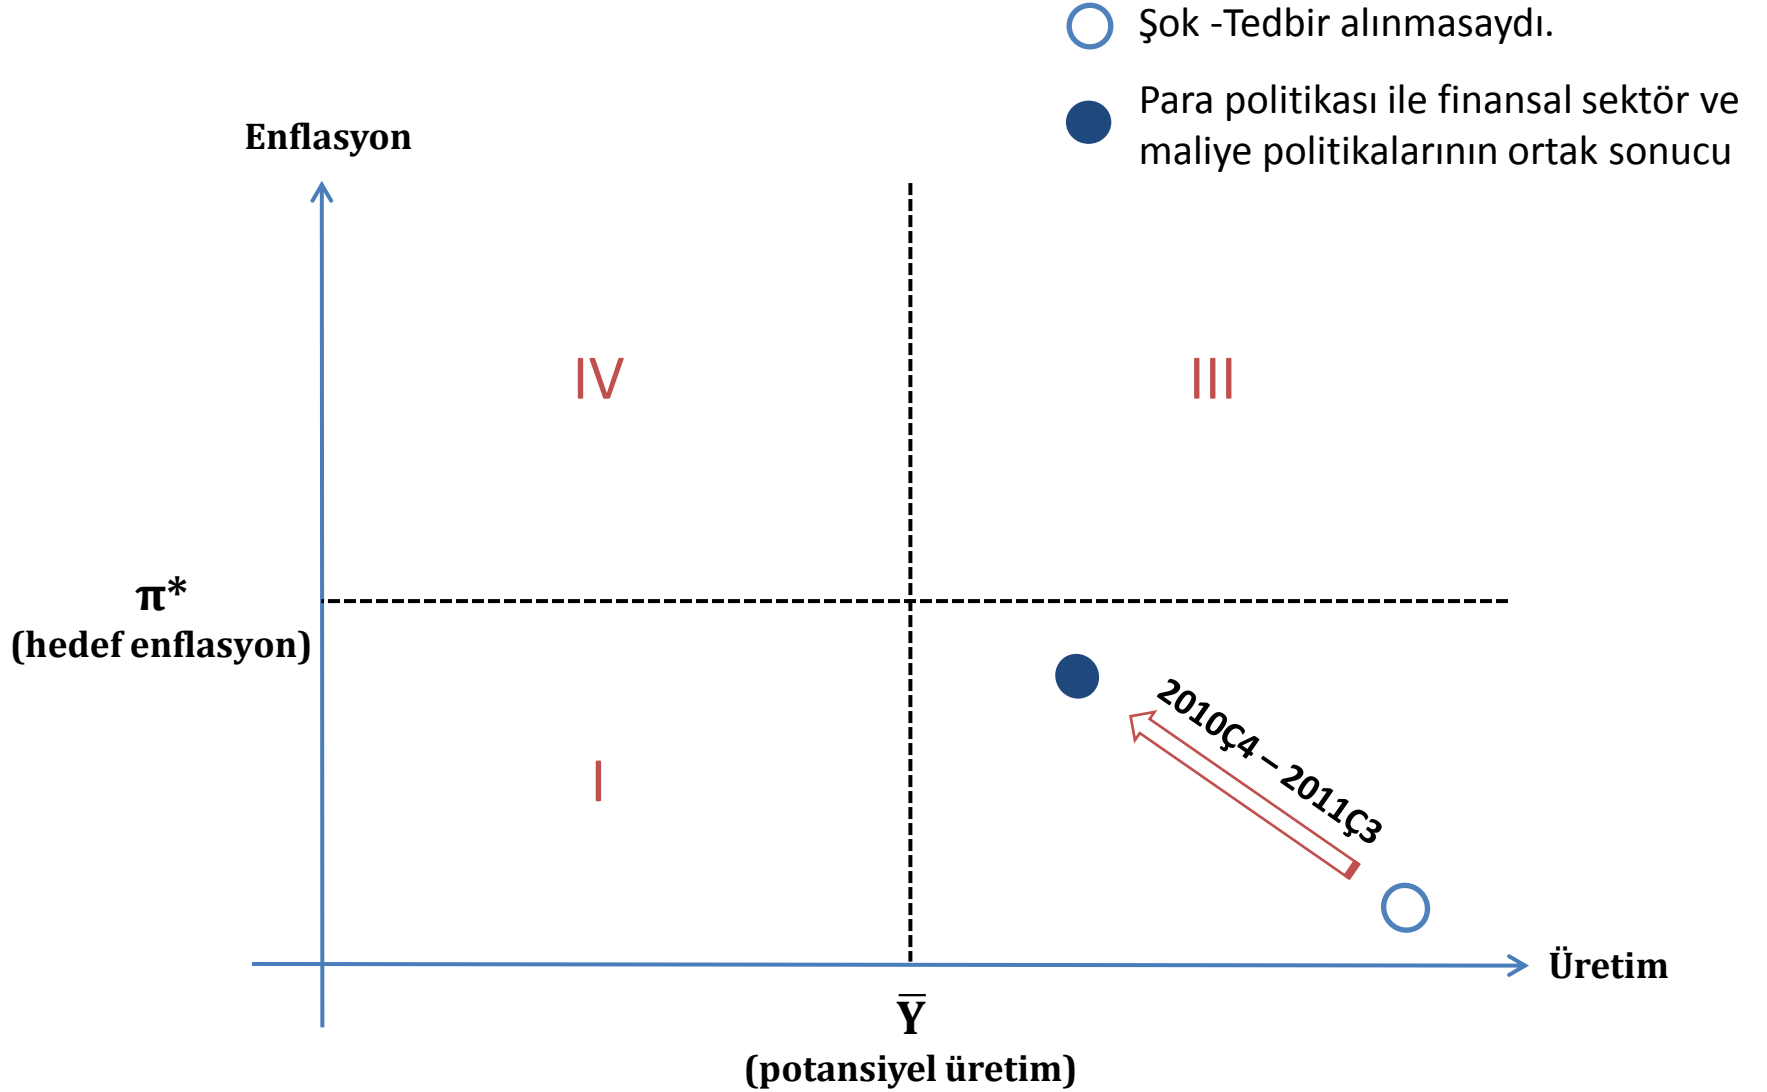 Şok -Tedbir alınmasaydı.
Para politikası ile finansal sektör ve
maliye politikalarının ortak sonucu
Enflasyon
IV
III
π*
(hedef enflasyon)
2010Ç4 – 2011Ç3
I
Üretim
Y̅
(potansiyel üretim)